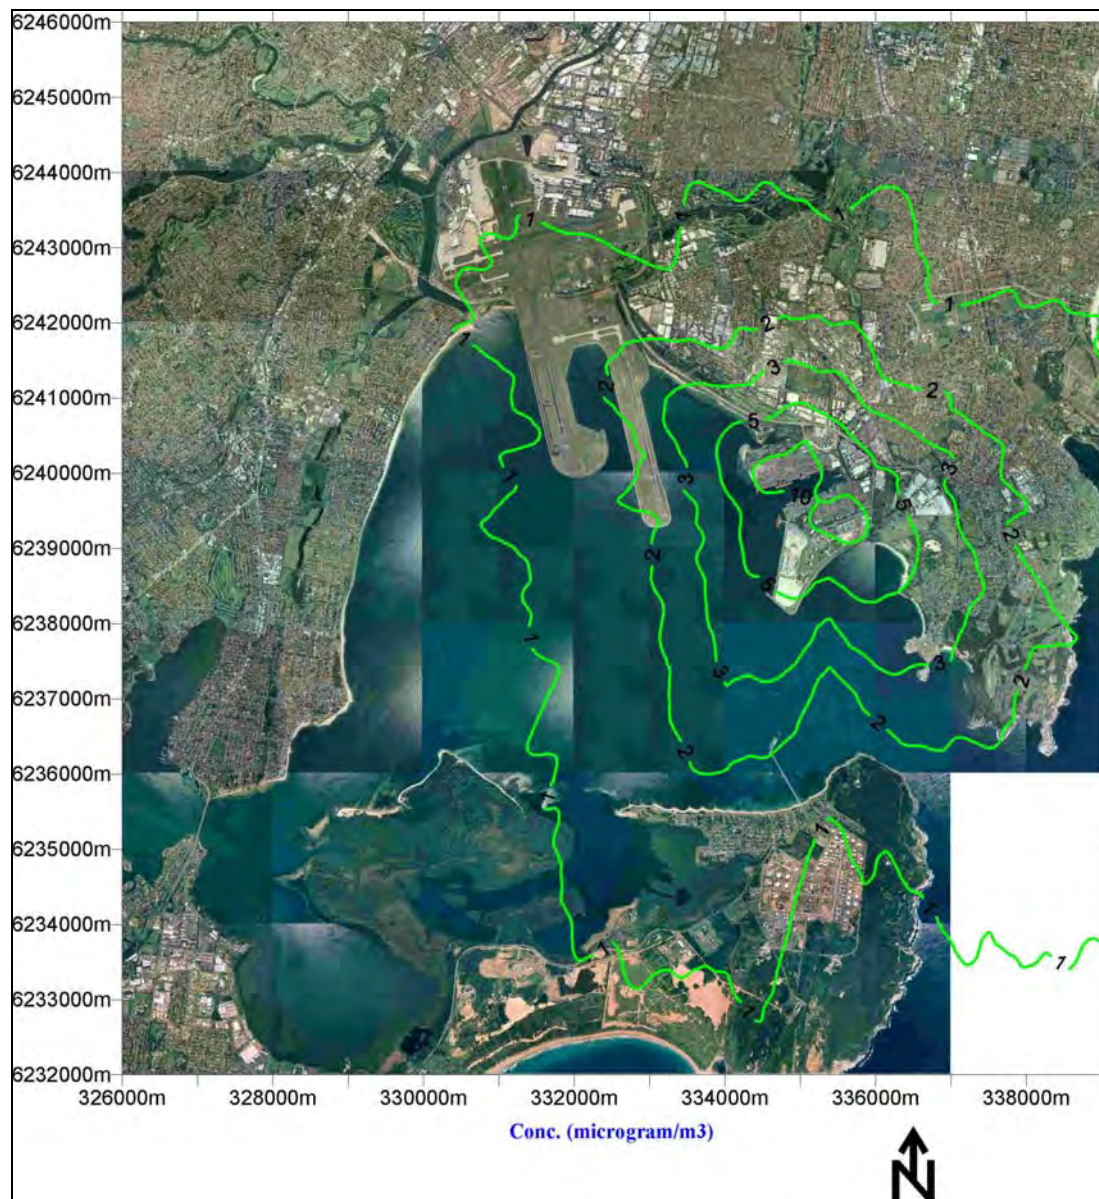 6246000m
6245000m
6244000m
1
1
1
6243000m
1
6242000m
2
1
3
6241000m
2
2
5
6240000m
3
3
1
10
5
6239000m
2
2
5
6238000m
1
3
3
6237000m
2
2
2
6236000m
1
6235000m
1
6234000m
1
1
1
6233000m
1
6232000m
326000m 328000m 330000m 332000m 334000m 336000m 338000m
Conc. (microgram/m3)
N